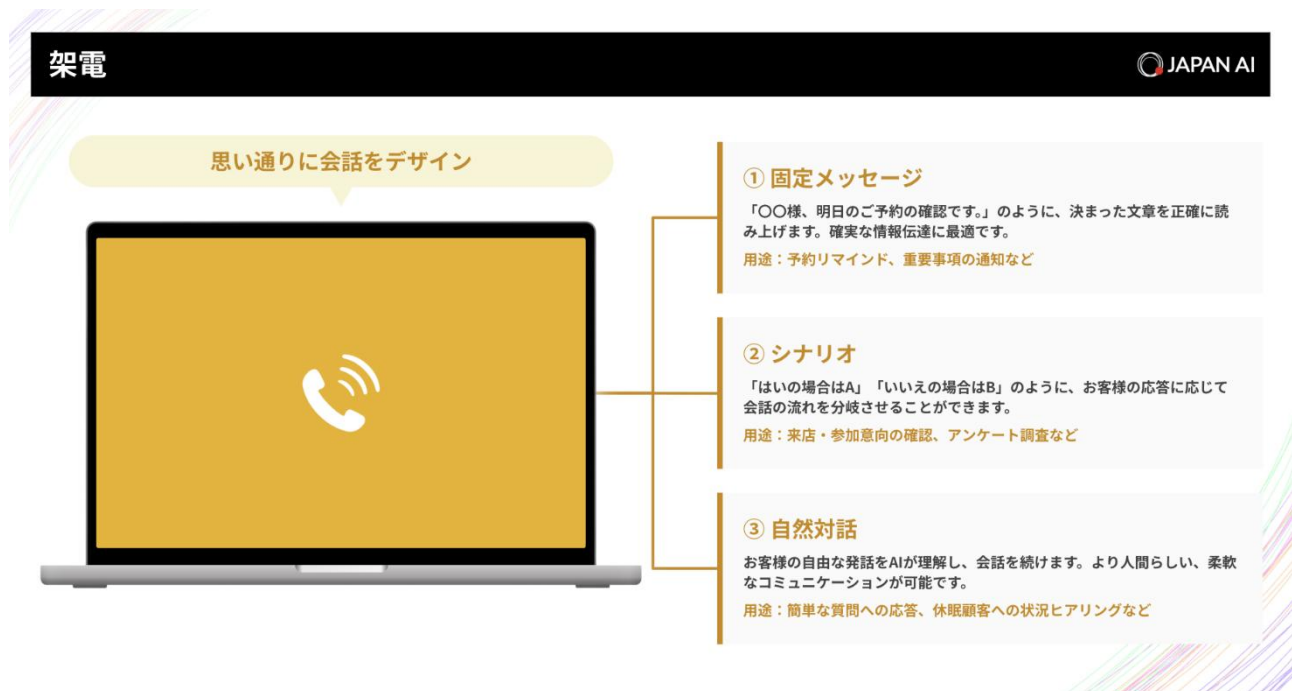 架電
JAPAN AI
思い通りに会話をデザイン
① 固定メッセージ
「〇〇様、明日のご予約の確認です。」のように、決まった文章を正確に読
み上げます。確実な情報伝達に最適です。
用途：予約リマインド、重要事項の通知など
② シナリオ
「はいの場合はA」「いいえの場合はB」のように、お客様の応答に応じて
会話の流れを分岐させることができます。
用途：来店・参加意向の確認、アンケート調査など
③ 自然対話
お客様の自由な発話をAIが理解し、会話を続けます。より人間らしい、柔軟
なコミュニケーションが可能です。
用途：簡単な質問への応答、休眠顧客への状況ヒアリングなど